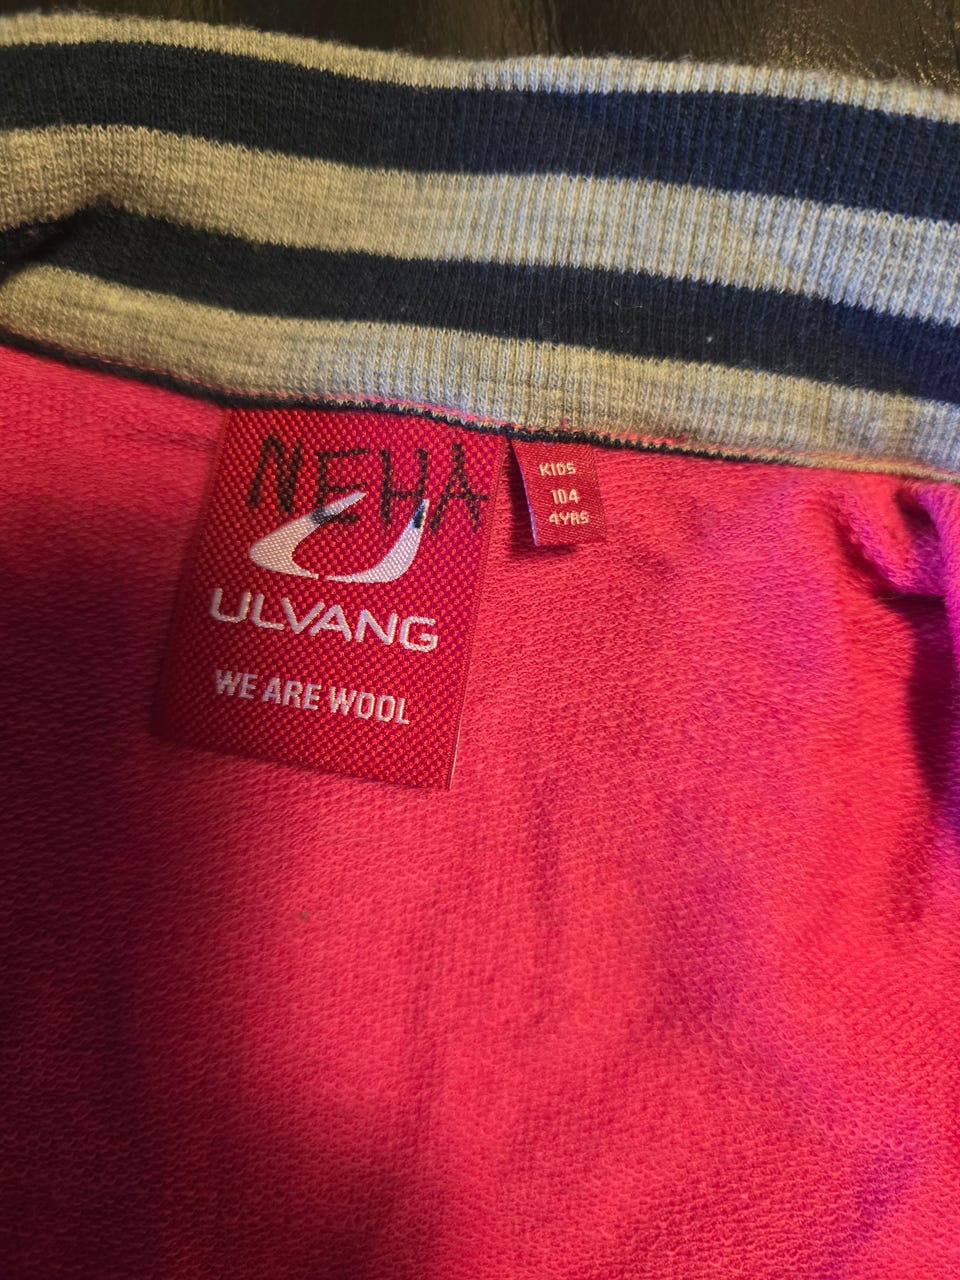 NEHA
ULVANG
WE ARE WOOL
KIDS
104
4YRS